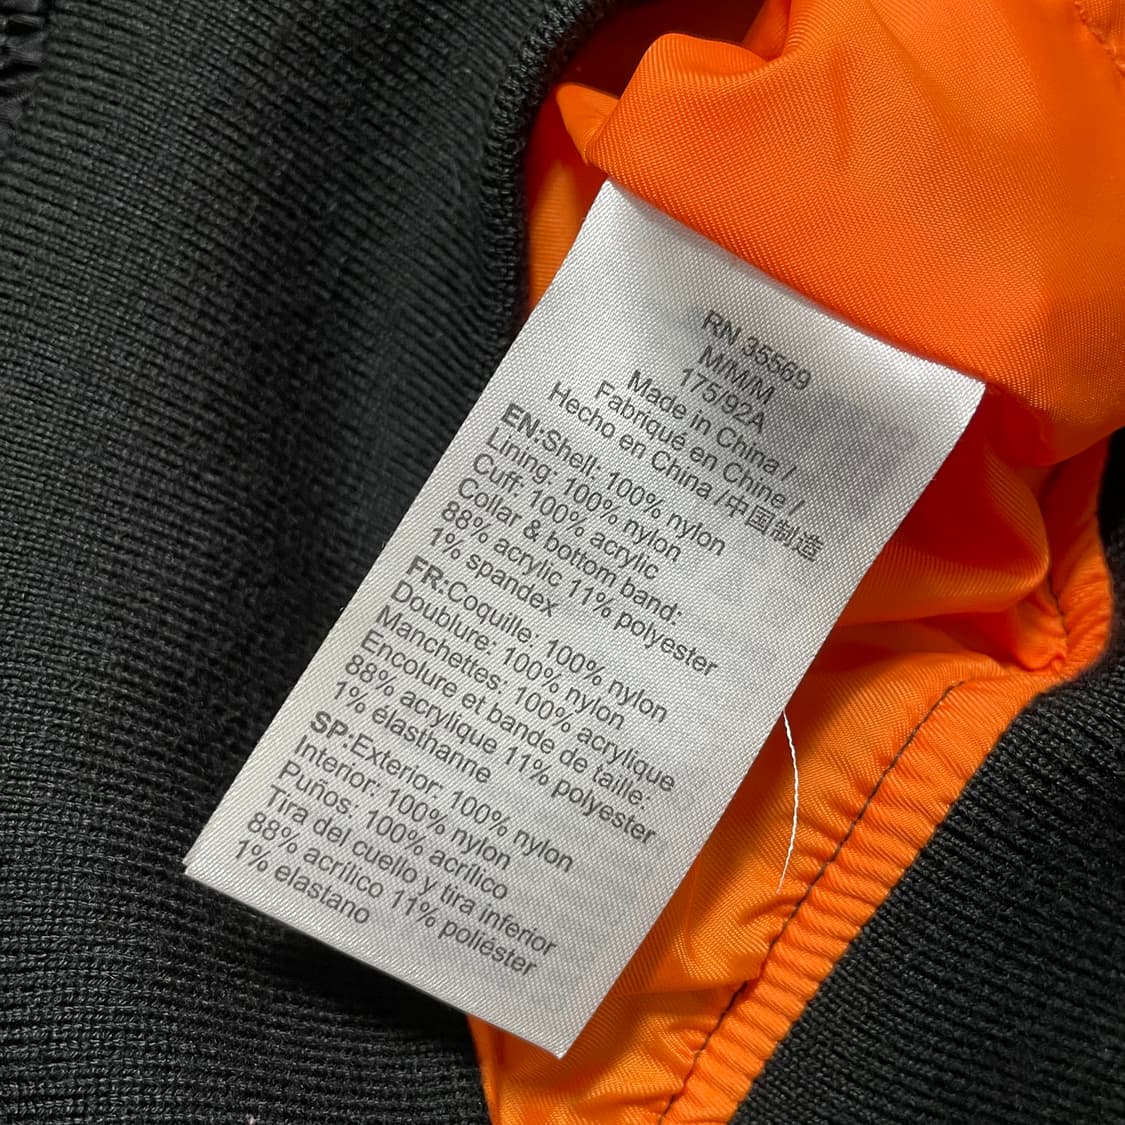 RN 35569
M/M/M
175/92A
Made in China /
Fabriqué en Chine /
Hecho en China /中国制造
EN:Shell: 100% nylon
Lining: 100% nylon
Cuff: 100% acrylic
Collar & bottom band:
88% acrylic 11% polyester
1% spandex
FR:Coquille: 100% nylon
Doublure: 100% nylon
Manchettes: 100% acrylique
Encolure et bande de taille:
88% acrylique 11% polyester
1% élasthanne
SP:Exterior: 100% nylon
Interior: 100% nylon
Puños: 100% acrílico
Tira del cuello y tira inferior
88% acrílico 11% poliéster
1% elastano